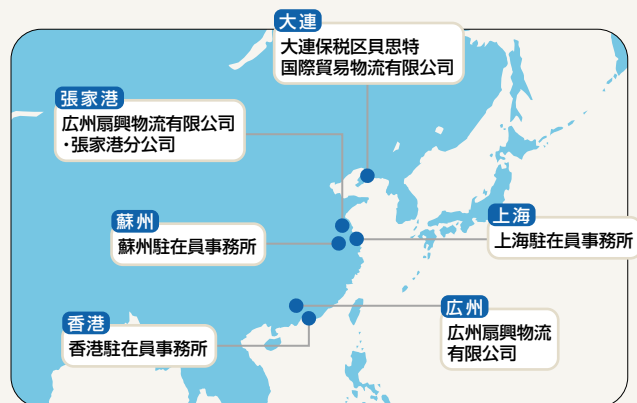 大連
大連保税区貝思特
国際貿易物流有限公司
張家港
広州扇興物流有限公司
・張家港分公司
蘇州
蘇州駐在員事務所
上海
上海駐在員事務所
香港
香港駐在員事務所
広州
広州扇興物流
有限公司